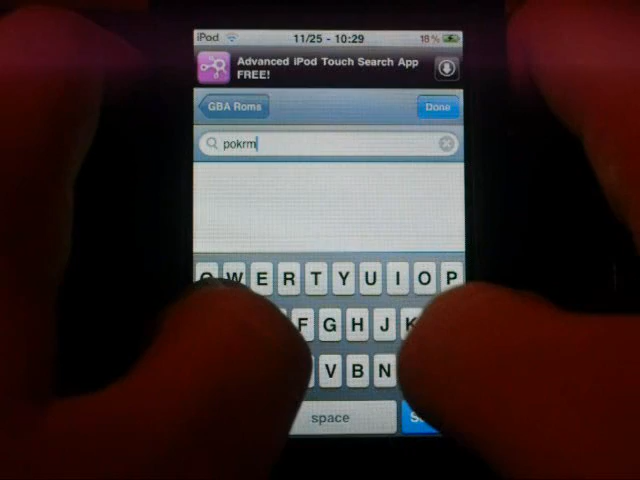 iPod 11/25 - 10:29 18%
Advanced iPod Touch Search App
FREE!
GBA Roms Done
pokrm
Q W E R T Y U I O P
F G H J K
V B N
space